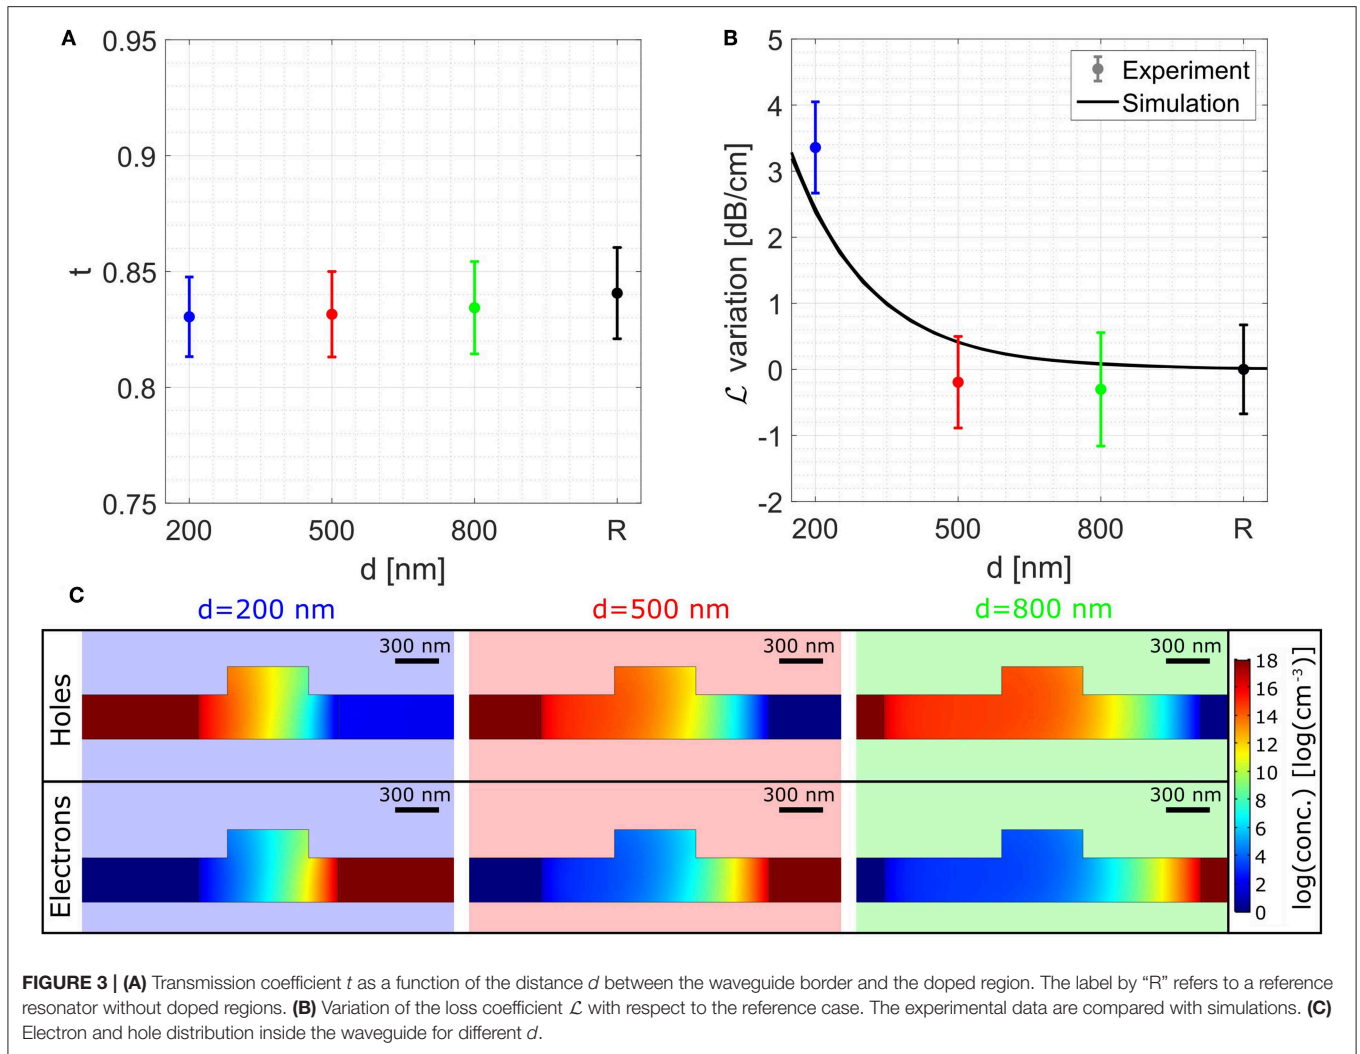 A
0.95
0.9
0.85
0.8
0.75
t
200 500 800 R
d [nm]
B
5
4
3
2
1
0
-1
-2
ℒ variation [dB/cm]
Experiment
Simulation
200 500 800 R
d [nm]
C
d=200 nm d=500 nm d=800 nm
Holes
300 nm 300 nm 300 nm
Electrons
300 nm 300 nm 300 nm
18
16
14
12
10
8
6
4
2
0
log(conc.) [log(cm⁻³)]
FIGURE 3 | (A) Transmission coefficient t as a function of the distance d between the waveguide border and the doped region. The label by “R” refers to a reference
resonator without doped regions. (B) Variation of the loss coefficient ℒ with respect to the reference case. The experimental data are compared with simulations. (C)
Electron and hole distribution inside the waveguide for different d.